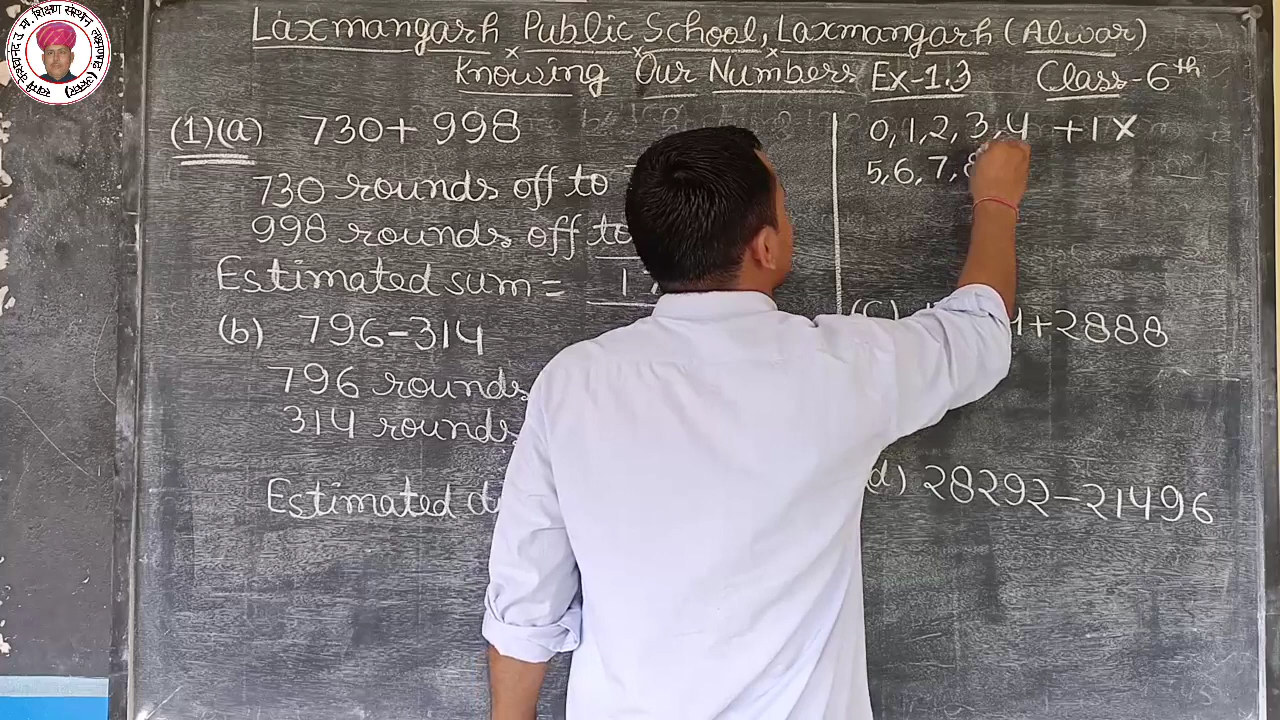 Laxmangarh Public School, Laxmangarh (Alwar)
Knowing Our Numbers Ex-1.3 Class-6th
(1)(a) 730+998
730 rounds off to
998 rounds off to
Estimated sum = 17
(b) 796-314
796 rounds
314 rounds
Estimated
0,1,2,3,4 +1 ×
5,6,7,8
(C) +2888
(d) 28292-21496